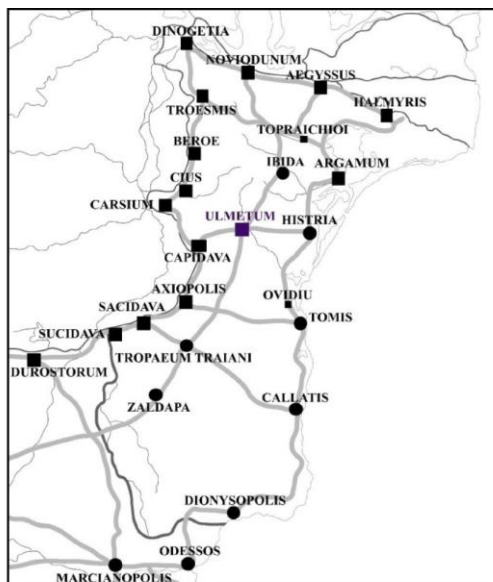 DINOGETIA
NOVIODUNUM
AEGYSSUS
TROESMIS
HALMYRIS
TOPRAICHIOI
BEROE
IBIDA
ARGAMUM
CIUS
CARSIUM
ULMETUM
HISTRIA
CAPIDAVA
AXIOPOLIS
OVIDIU
SACIDAVA
TOMIS
SUCIDAVA
TROPAEUM TRAIANI
DUROSTORUM
ZALDAPA
CALLATIS
DIONYSOPOLIS
ODESSOS
MARCIANOPOLIS